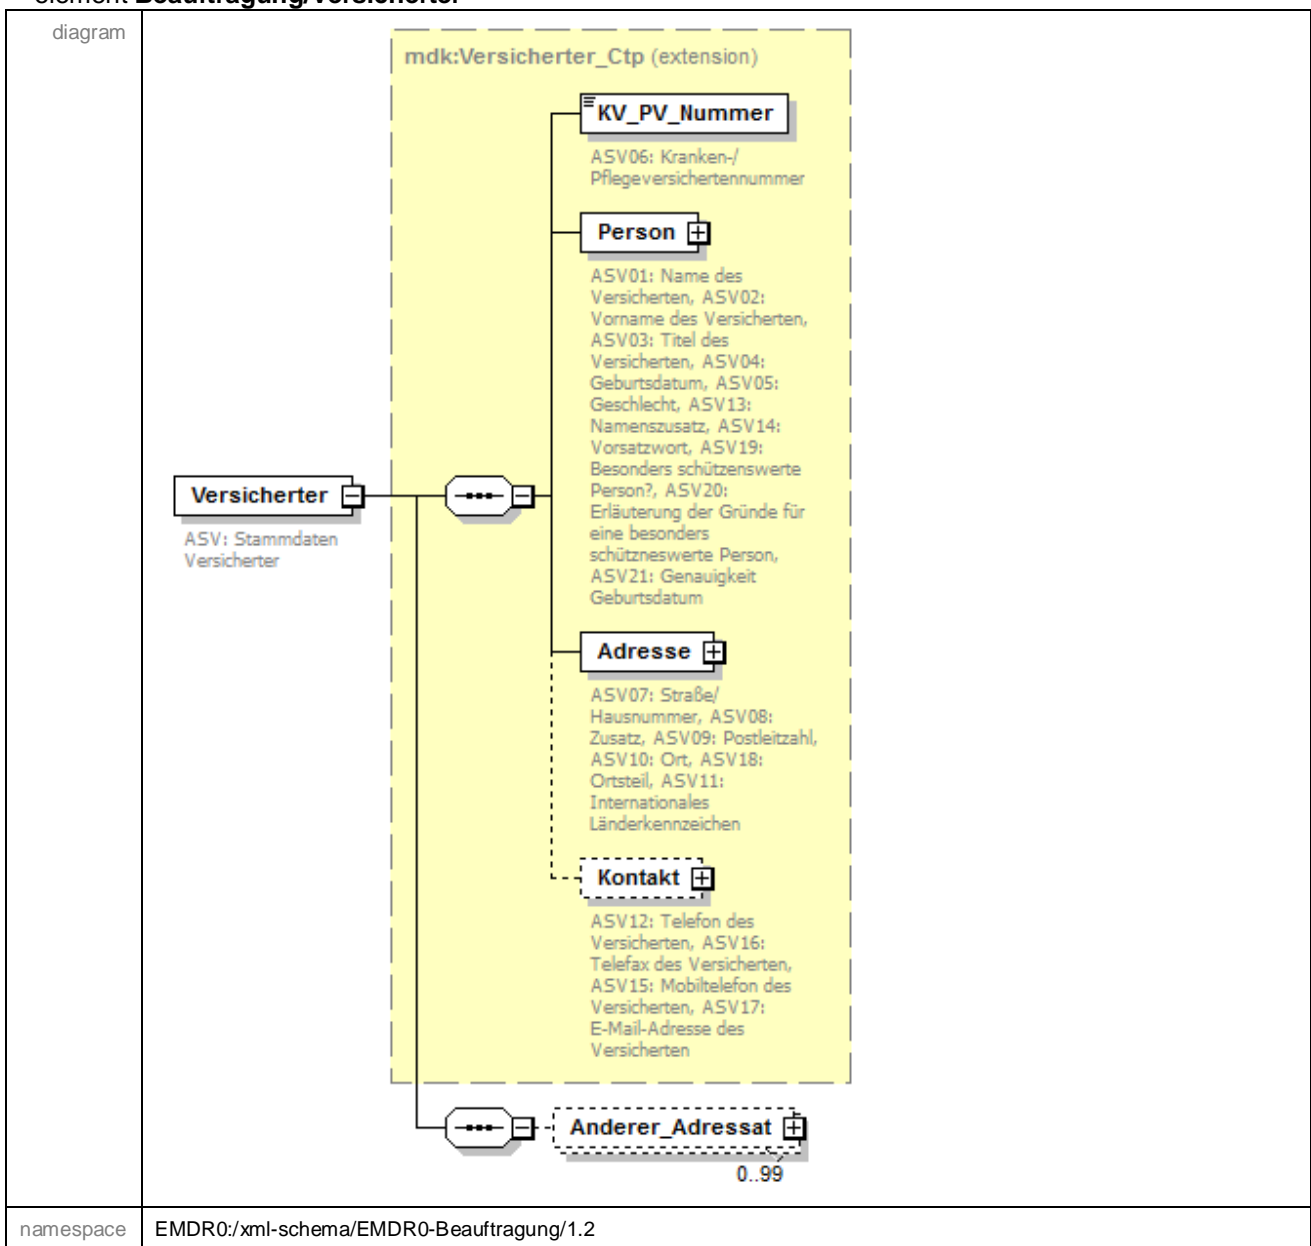 element Beauftragung/Versicherter
diagram
mdk:Versicherter_Ctp (extension)
KV_PV_Nummer
ASV06: Kranken-/
Pflegeversichertennummer
Person
ASV01: Name des
Versicherten, ASV02:
Vorname des Versicherten,
ASV03: Titel des
Versicherten, ASV04:
Geburtsdatum, ASV05:
Geschlecht, ASV13:
Namenszusatz, ASV14:
Vorsatzwort, ASV19:
Besonders schützenswerte
Person?, ASV20:
Erläuterung der Gründe für
eine besonders
schützneswerte Person,
ASV21: Genauigkeit
Geburtsdatum
Versicherter
ASV: Stammdaten
Versicherter
Adresse
ASV07: Straße/
Hausnummer, ASV08:
Zusatz, ASV09: Postleitzahl,
ASV10: Ort, ASV18:
Ortsteil, ASV11:
Internationales
Länderkennzeichen
Kontakt
ASV12: Telefon des
Versicherten, ASV16:
Telefax des Versicherten,
ASV15: Mobiltelefon des
Versicherten, ASV17:
E-Mail-Adresse des
Versicherten
Anderer_Adressat
0..99
namespace
EMDR0:/xml-schema/EMDR0-Beauftragung/1.2